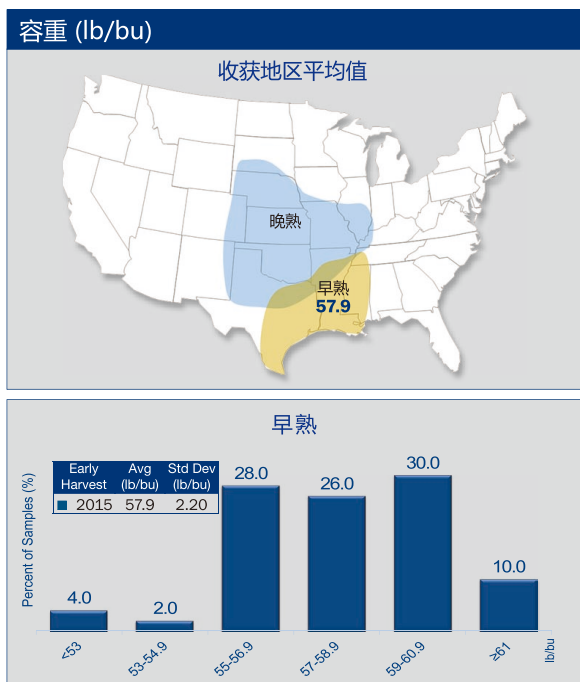 容重 (lb/bu)
收获地区平均值
晚熟
早熟
57.9
早熟
Early Harvest Avg (lb/bu) Std Dev (lb/bu)
2015 57.9 2.20
Percent of Samples (%)
4.0 2.0 28.0 26.0 30.0 10.0
<53 53-54.9 55-56.9 57-58.9 59-60.9 ≥61
lb/bu